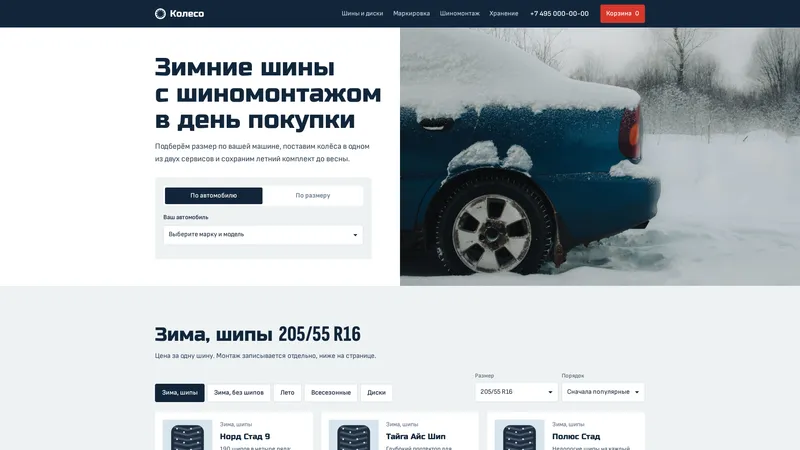 Колесо
Шины и диски Маркировка Шиномонтаж Хранение +7 495 000-00-00 Корзина 0
Зимние шины
с шиномонтажом
в день покупки
Подберём размер по вашей машине, поставим колёса в одном
из двух сервисов и сохраним летний комплект до весны.
По автомобилю По размеру
Ваш автомобиль
Выберите марку и модель
Зима, шипы 205/55 R16
Цена за одну шину. Монтаж записывается отдельно, ниже на странице.
Размер Порядок
Зима, шипы Зима, без шипов Лето Всесезонные Диски 205/55 R16 Сначала популярные
Зима, шипы Зима, шипы Зима, шипы
Норд Стад 9 Тайга Айс Шип Полюс Стад